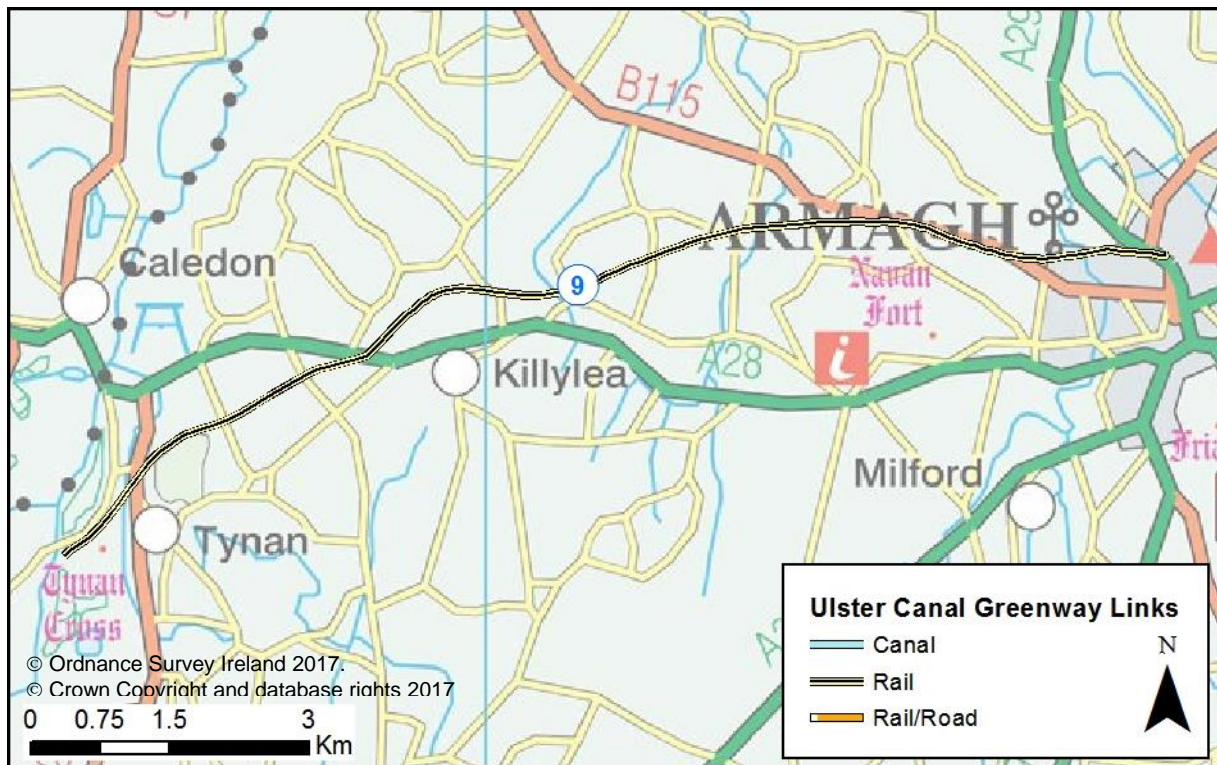 A29
B115
ARMAGH
Caledon
Navan
Fort
9
i
A28
Killylea
Milford
Tynan
Tynan
Cross
Ulster Canal Greenway Links
Canal
N
Rail
Rail/Road
© Ordnance Survey Ireland 2017.
© Crown Copyright and database rights 2017
0 0.75 1.5 3
Km